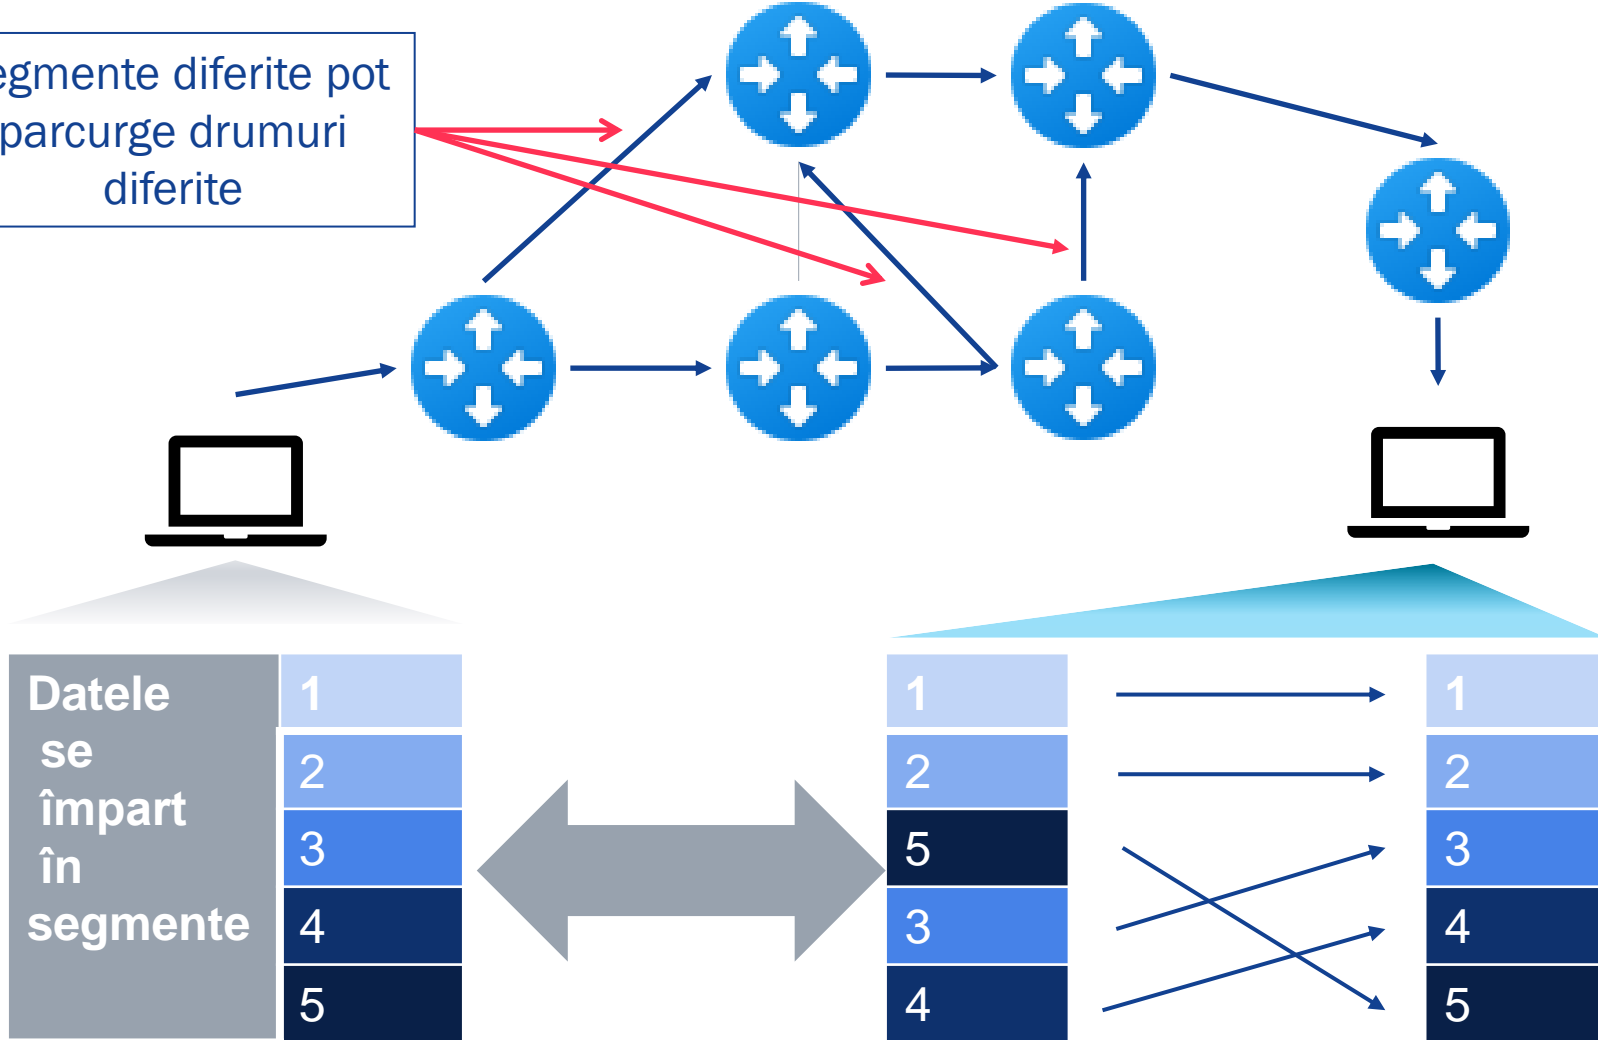 egmente diferite pot
parcurge drumuri
diferite
Datele
se
împart
în
segmente
1
2
3
4
5
1
2
5
3
4
1
2
3
4
5